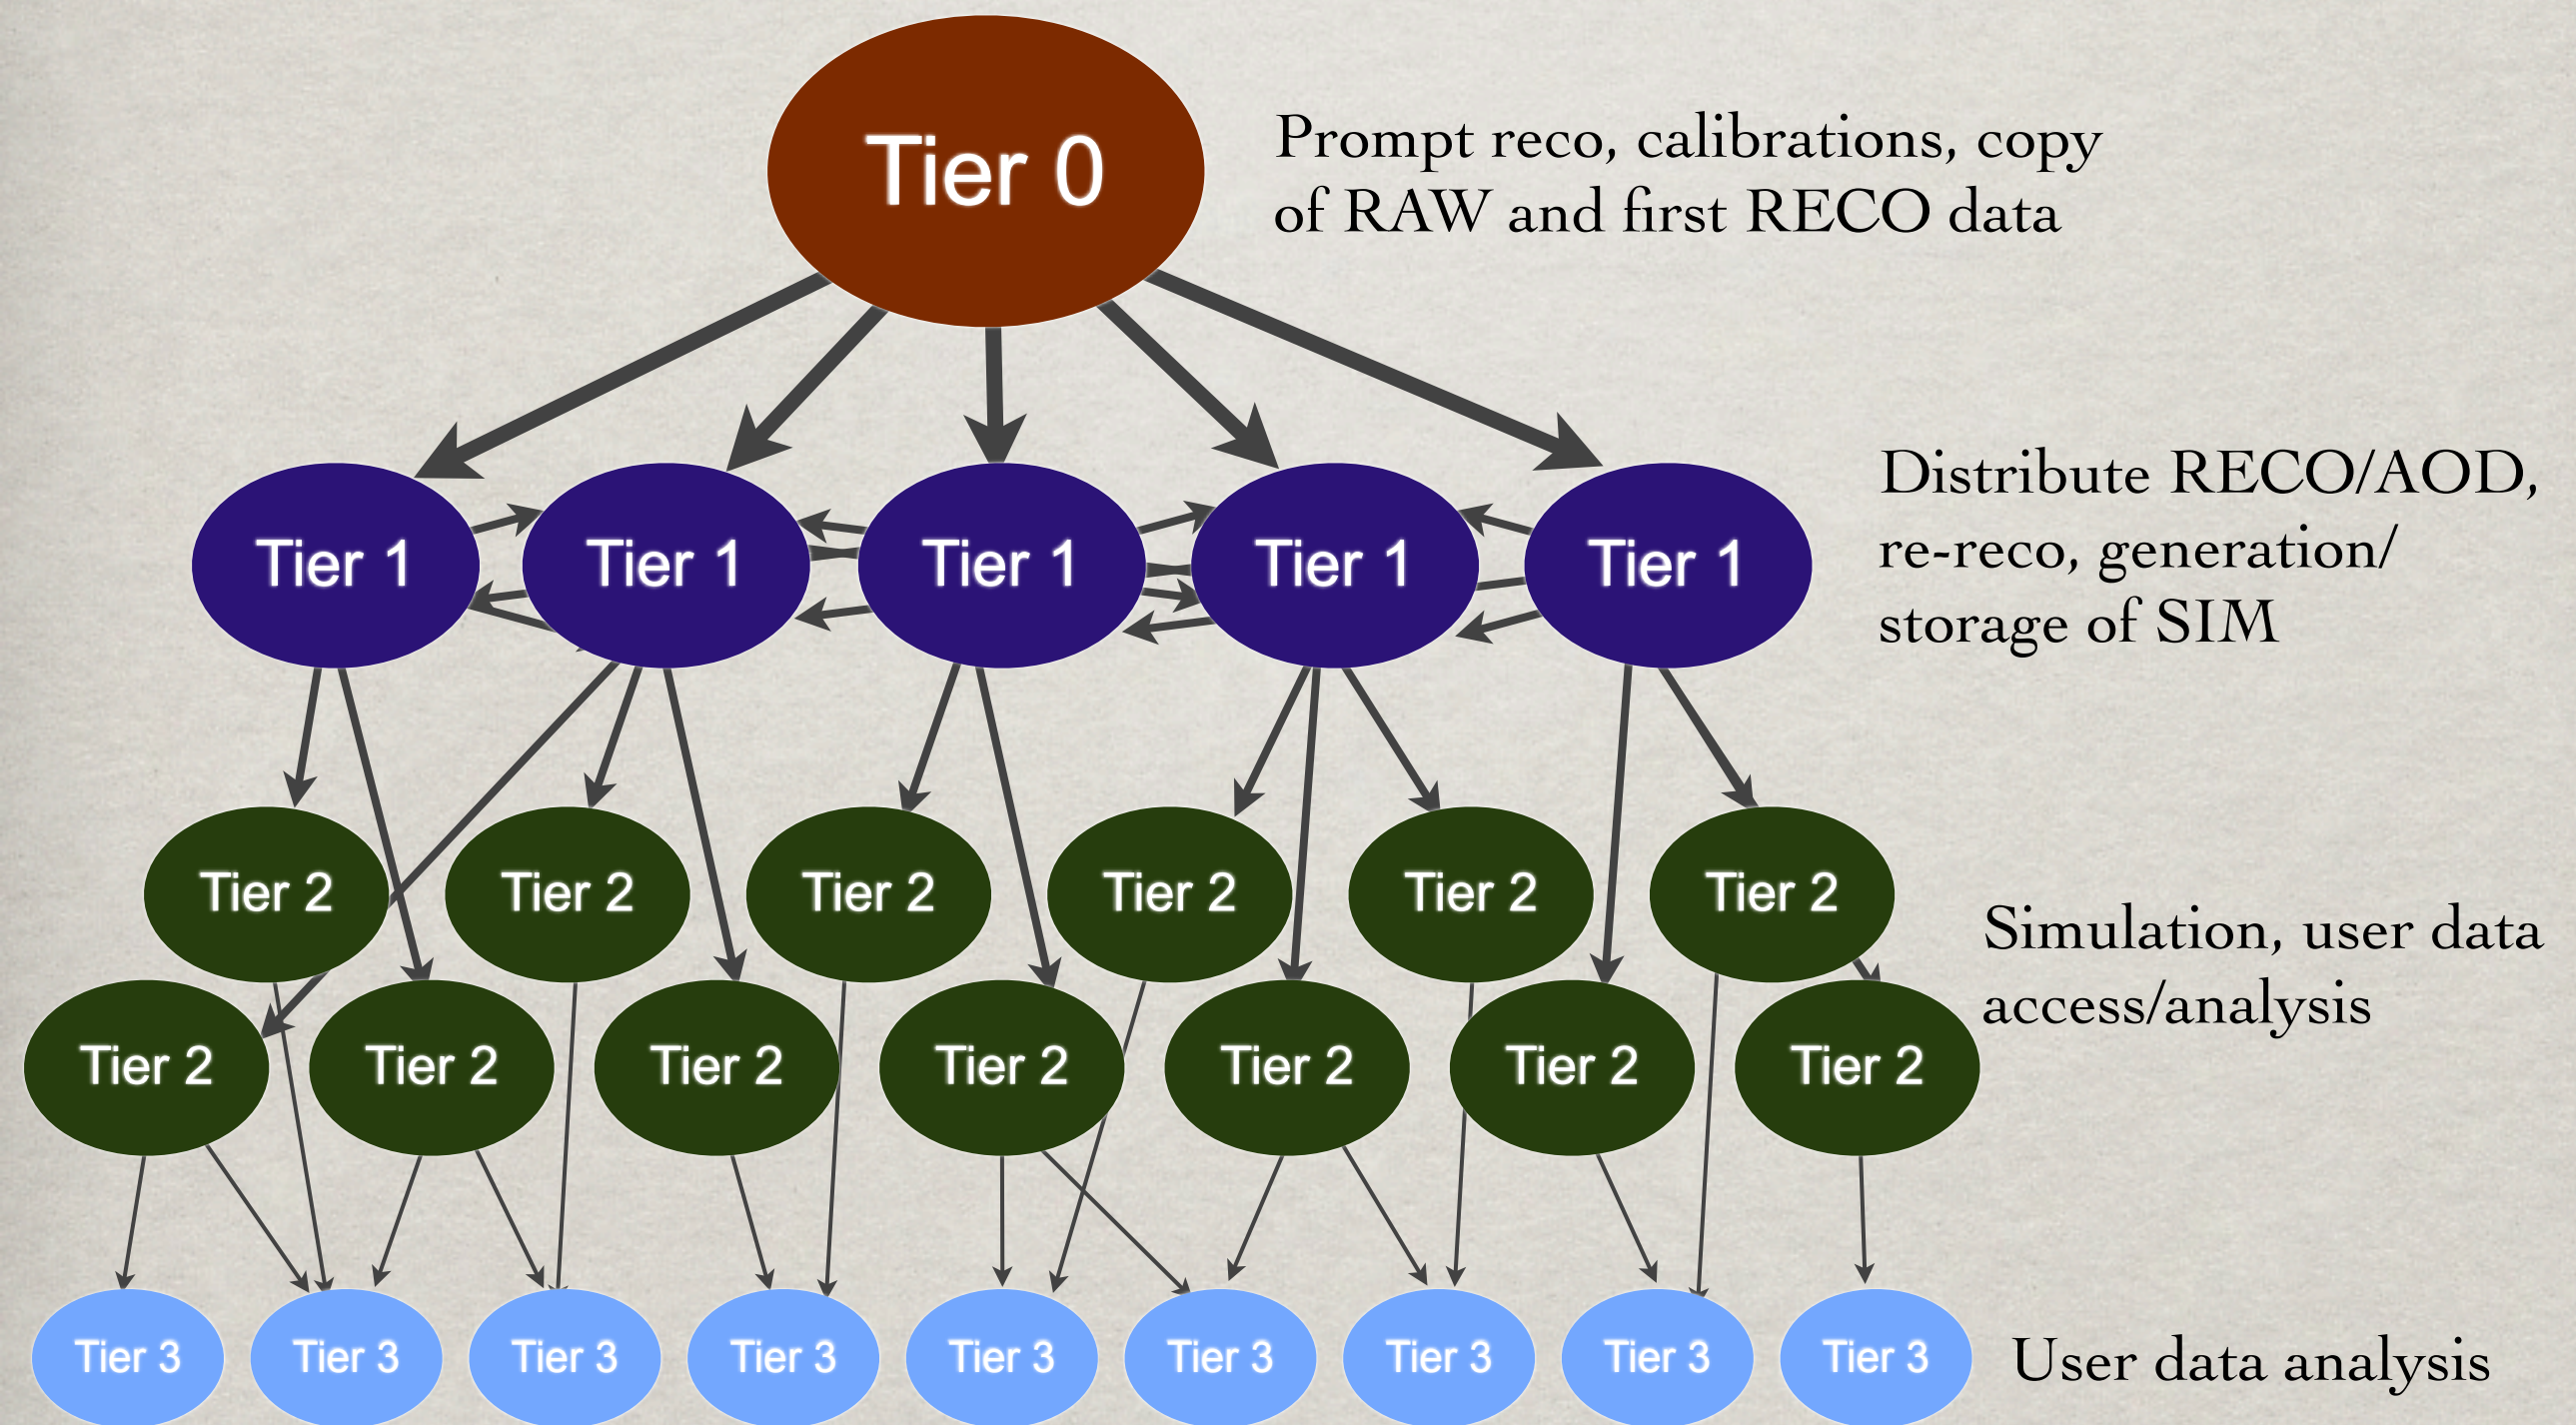 Tier 0
Prompt reco, calibrations, copy
of RAW and first RECO data
Tier 1
Tier 1
Tier 1
Tier 1
Tier 1
Distribute RECO/AOD,
re-reco, generation/
storage of SIM
Tier 2
Tier 2
Tier 2
Tier 2
Tier 2
Tier 2
Tier 2
Tier 2
Tier 2
Tier 2
Tier 2
Tier 2
Tier 2
Simulation, user data
access/analysis
Tier 3
Tier 3
Tier 3
Tier 3
Tier 3
Tier 3
Tier 3
Tier 3
Tier 3
User data analysis